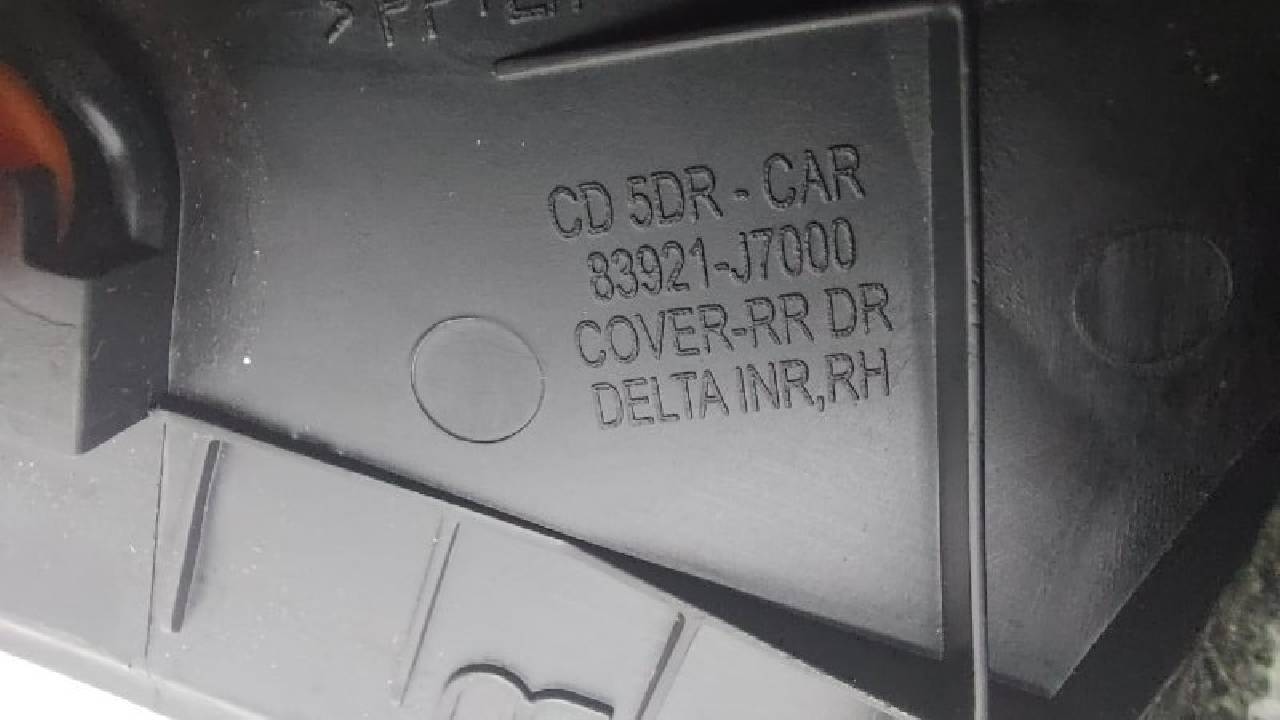 CD 5DR - CAR
83921-J7000
COVER-RR DR
DELTA INR,RH